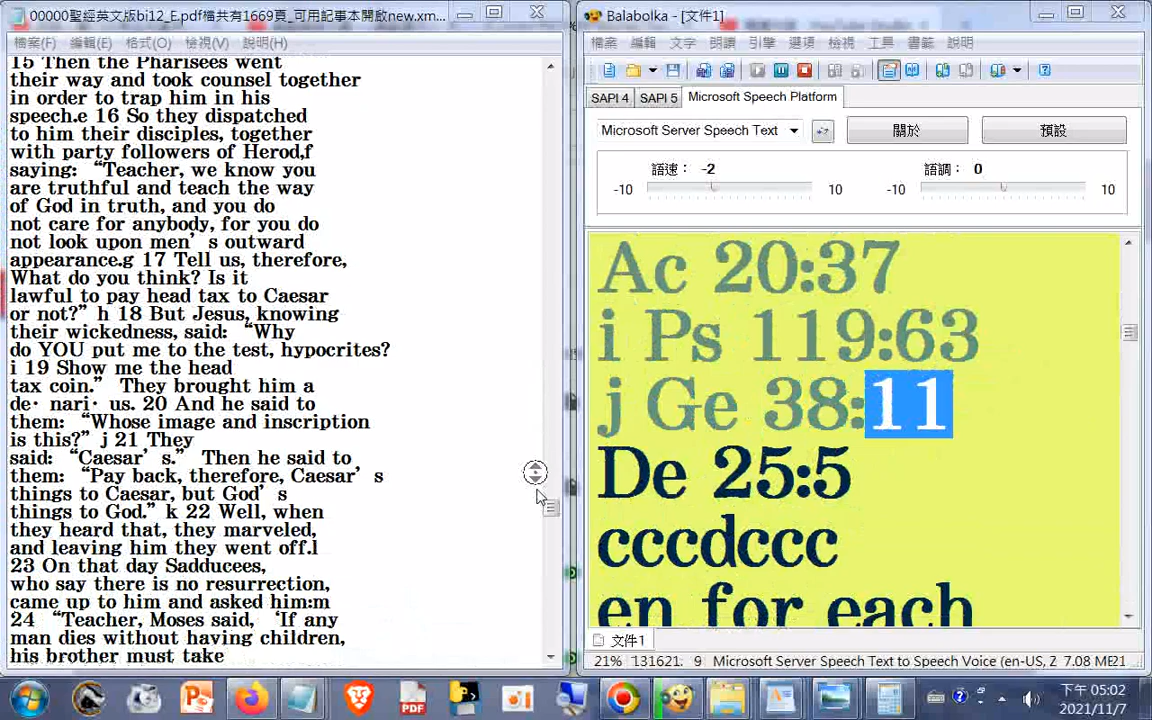 00000聖經英文版bi12_E.pdf檔共有1669頁_可用記事本開啟new.xm...
檔案(F) 編輯(E) 格式(O) 檢視(V) 說明(H)
15 Then the Pharisees went
their way and took counsel together
in order to trap him in his
speech.e 16 So they dispatched
to him their disciples, together
with party followers of Herod,f
saying: “Teacher, we know you
are truthful and teach the way
of God in truth, and you do
not care for anybody, for you do
not look upon men’s outward
appearance.g 17 Tell us, therefore,
What do you think? Is it
lawful to pay head tax to Caesar
or not?” h 18 But Jesus, knowing
their wickedness, said: “Why
do YOU put me to the test, hypocrites?
i 19 Show me the head
tax coin.” They brought him a
de·nari·us. 20 And he said to
them: “Whose image and inscription
is this?” j 21 They
said: “Caesar’s.” Then he said to
them: “Pay back, therefore, Caesar’s
things to Caesar, but God’s
things to God.” k 22 Well, when
they heard that, they marveled,
and leaving him they went off.l
23 On that day Sadducees,
who say there is no resurrection,
came up to him and asked him:m
24 “Teacher, Moses said, ‘If any
man dies without having children,
his brother must take
Balabolka - [文件1]
檔案 編輯 文字 朗讀 引擎 選項 檢視 工具 書籤 說明
SAPI 4 SAPI 5 Microsoft Speech Platform
Microsoft Server Speech Text 關於 預設
語速: -2 語調: 0
-10 10 -10 10
Ac 20:37
i Ps 119:63
j Ge 38:11
De 25:5
cccdccc
en for each
文件1
21% 131621: 9 Microsoft Server Speech Text to Speech Voice (en-US, Z 7.08 ME21
PDF
下午 05:02
2021/11/7